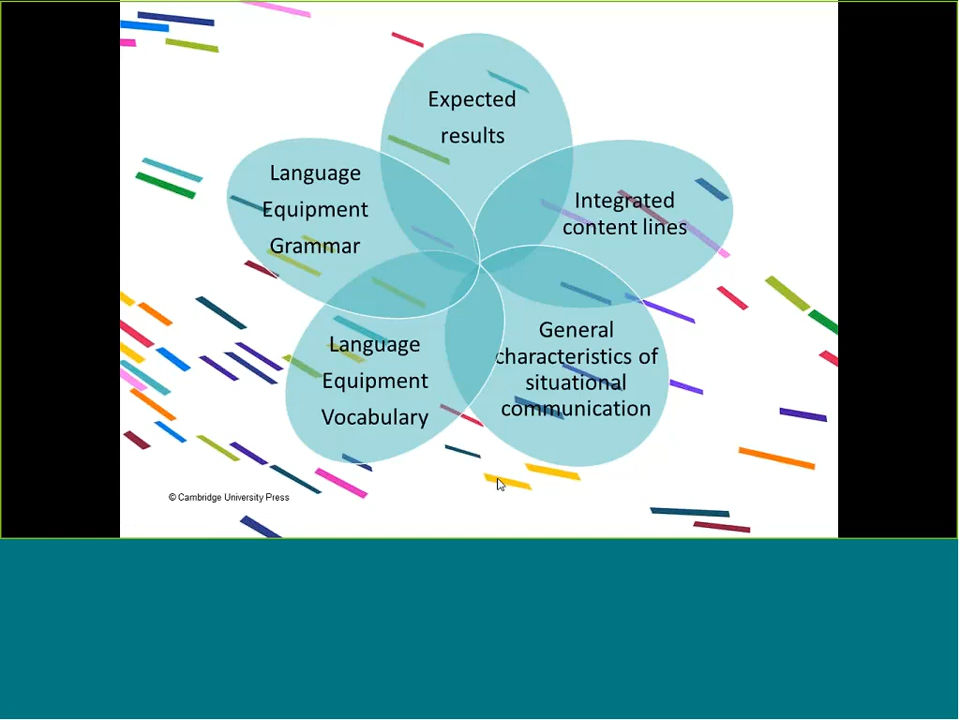 Expected
results
Integrated
content lines
General
characteristics of
situational
communication
Language
Equipment
Vocabulary
Language
Equipment
Grammar
© Cambridge University Press